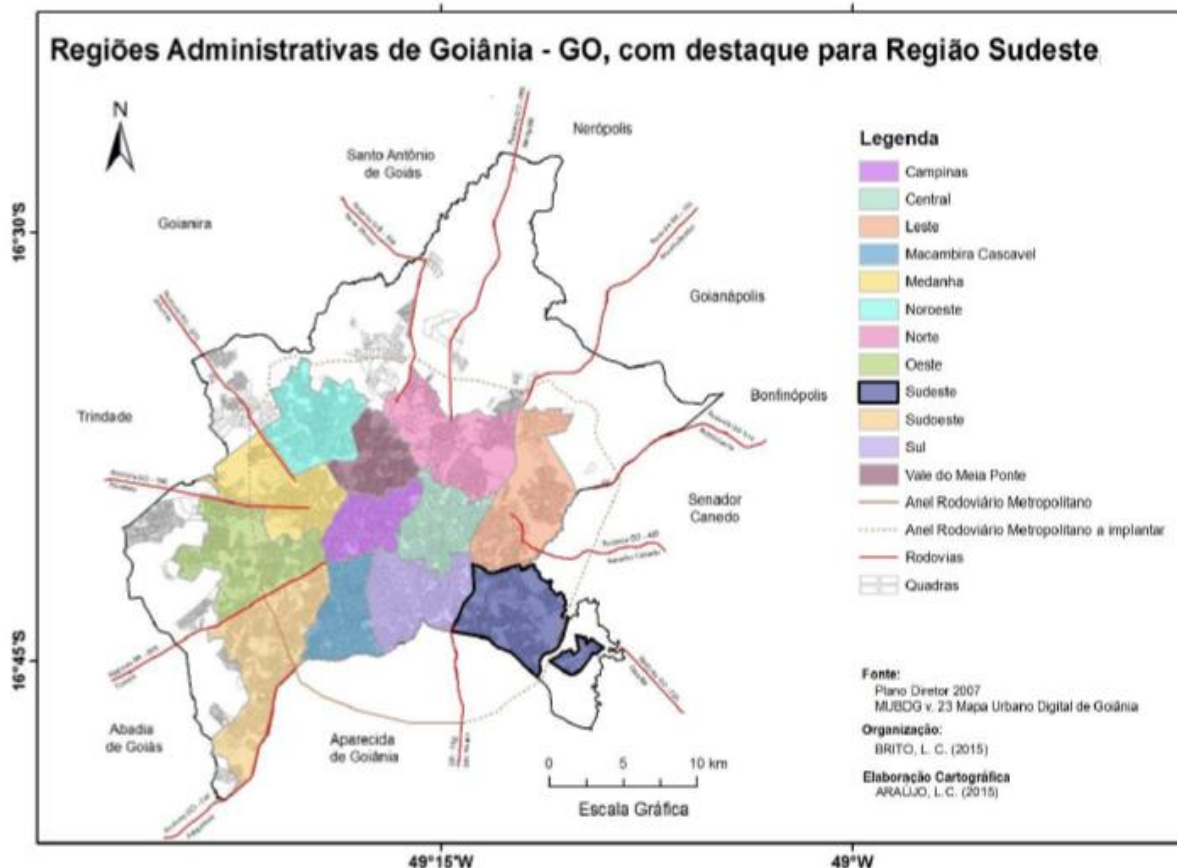 Regiões Administrativas de Goiânia - GO, com destaque para Região Sudeste
N
Nerópolis
Santo Antônio
de Goiás
Goianira
16°30'S
Goianápolis
Trindade
Bonfinópolis
Senador
Canedo
16°45'S
Abadia
de Goiás
Aparecida
de Goiânia
0 5 10 km
Escala Gráfica
49°15'W
49°W
Legenda
Campinas
Central
Leste
Macambira Cascavel
Medanha
Noroeste
Norte
Oeste
Sudeste
Sudoeste
Sul
Vale do Meia Ponte
Anel Rodoviário Metropolitano
Anel Rodoviário Metropolitano a implantar
Rodovias
Quadras
Fonte:
Plano Diretor 2007
MUBDG v. 23 Mapa Urbano Digital de Goiânia
Organização:
BRITO, L. C. (2015)
Elaboração Cartográfica
ARAÚJO, L.C. (2015)